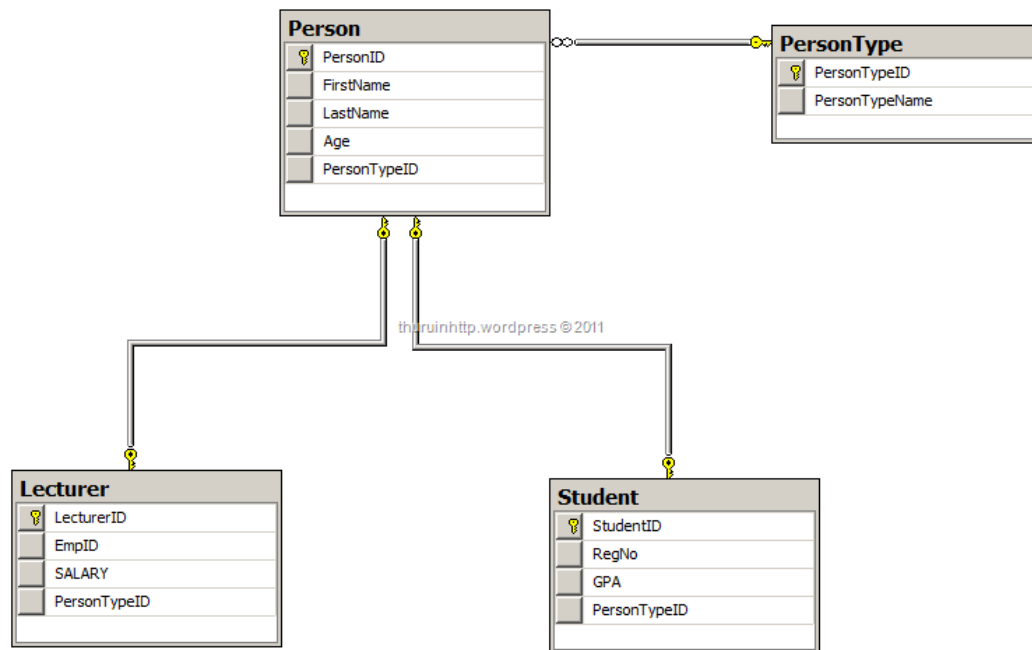 Person
PersonID
FirstName
LastName
Age
PersonTypeID
PersonType
PersonTypeID
PersonTypeName
thuruinhttp.wordpress©2011
Lecturer
LecturerID
EmpID
SALARY
PersonTypeID
Student
StudentID
RegNo
GPA
PersonTypeID